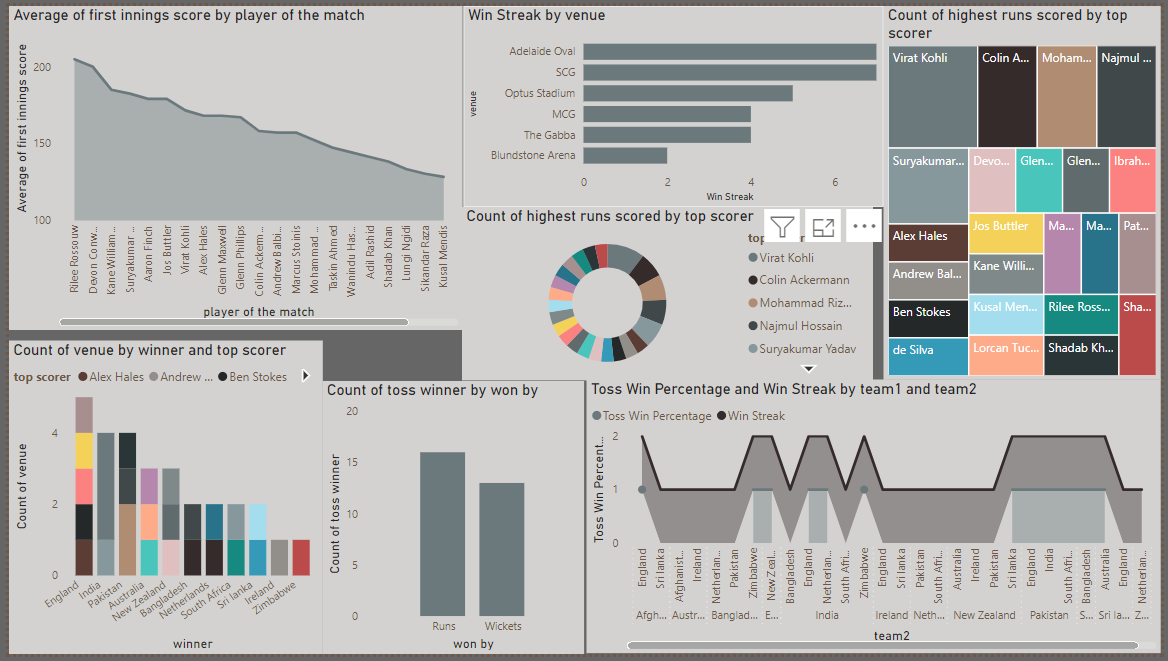 Average of first innings score by player of the match
Average of first innings score
200
150
100
Rilee Rossouw
Devon Conw...
Kane William...
Suryakumar ...
Aaron Finch
Jos Buttler
Virat Kohli
Alex Hales
Glenn Maxwell
Glenn Phillips
Colin Ackerm...
Andrew Balbi...
Marcus Stoinis
Mohammad ...
Taskin Ahmed
Wanindu Has...
Adil Rashid
Shadab Khan
Lungi Ngidi
Sikandar Raza
Kusal Mendis
player of the match
Win Streak by venue
venue
Adelaide Oval
SCG
Optus Stadium
MCG
The Gabba
Blundstone Arena
0
2
4
6
Win Streak
Count of highest runs scored by top
scorer
Virat Kohli
Colin A...
Moham...
Najmul ...
Suryakumar...
Devo...
Glen...
Glen...
Ibrah...
Alex Hales
Jos Buttler
Ma...
Ma...
Pat...
Andrew Bal...
Kane Willi...
Ben Stokes
Kusal Men...
Rilee Ross...
Sha...
de Silva
Lorcan Tuc...
Shadab Kh...
Count of highest runs scored by top scorer
Virat Kohli
Colin Ackermann
Mohammad Riz...
Najmul Hossain
Suryakumar Yadav
Count of venue by winner and top scorer
top scorer
Alex Hales
Andrew ...
Ben Stokes
Count of venue
4
2
0
England
India
Pakistan
Australia
New Zealand
Bangladesh
Netherlands
South Africa
Sri lanka
Ireland
Zimbabwe
winner
Count of toss winner by won by
Count of toss winner
20
15
10
5
0
Runs
Wickets
won by
Toss Win Percentage and Win Streak by team1 and team2
Toss Win Percentage
Win Streak
Toss Win Percent...
2
1
0
England
Sri lanka
Afghanist...
Ireland
Netherlan...
Pakistan
Zimbabwe
New Zeal...
Bangladesh
England
Netherlan...
South Afri...
Zimbabwe
England
Sri lanka
Pakistan
South Afri...
Australia
Ireland
Pakistan
Sri lanka
England
India
South Afri...
Bangladesh
Australia
England
Netherlan...
Afgh...
Austr...
Banglad...
E...
India
Ireland
Neth...
New Zealand
Pakistan
S...
Sri la...
Z...
team2